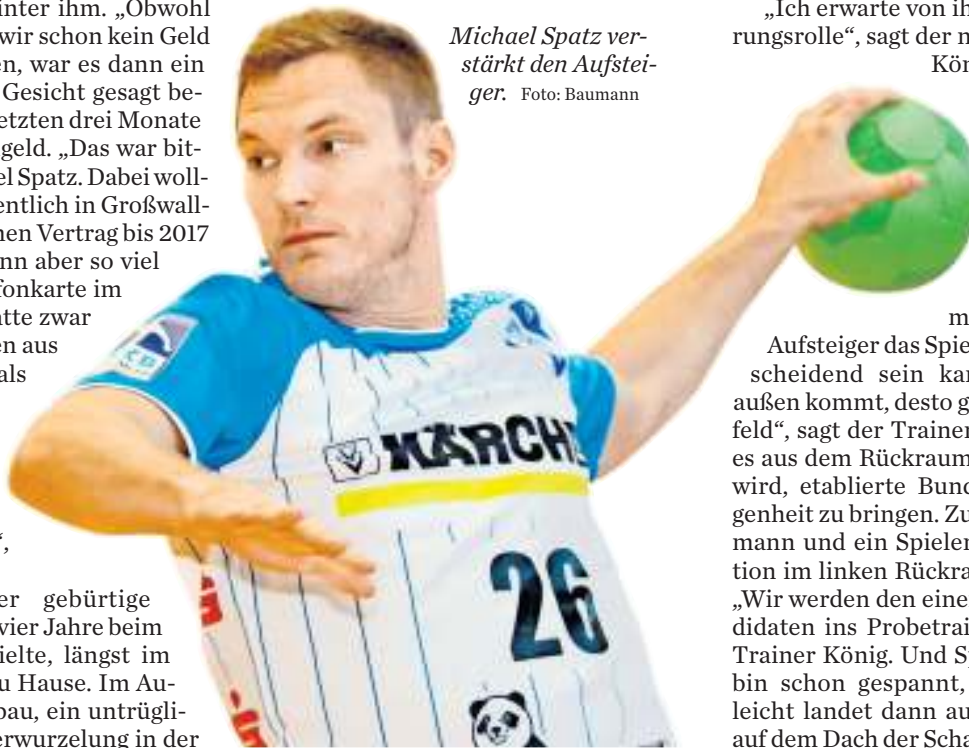 inter ihm. „Obwohl
wir schon kein Geld
en, war es dann ein
Gesicht gesagt be-
etzten drei Monate
geld. „Das war bit-
el Spatz. Dabei woll-
entlich in Großwall-
nen Vertrag bis 2017
nn aber so viel
fonkarte im
atte zwar
en aus
als
“,
er gebürtige
vier Jahre beim
ielte, längst im
u Hause. Im Au-
bau, ein untrügli-
erwurzelung in der
Michael Spatz ver-
stärkt den Aufstei-
ger. Foto: Baumann
KÄRCH
26
„Ich erwarte von ih
rungsrolle“, sagt der n
Kön
m
Aufsteiger das Spie
scheidend sein kan
außen kommt, desto g
feld“, sagt der Trainer
es aus dem Rückraum
wird, etablierte Bund
genheit zu bringen. Zu
mann und ein Spieler
tion im linken Rückra
„Wir werden den eine
didaten ins Probetrai
Trainer König. Und Sp
bin schon gespannt,
leicht landet dann au
auf dem Dach der Scha